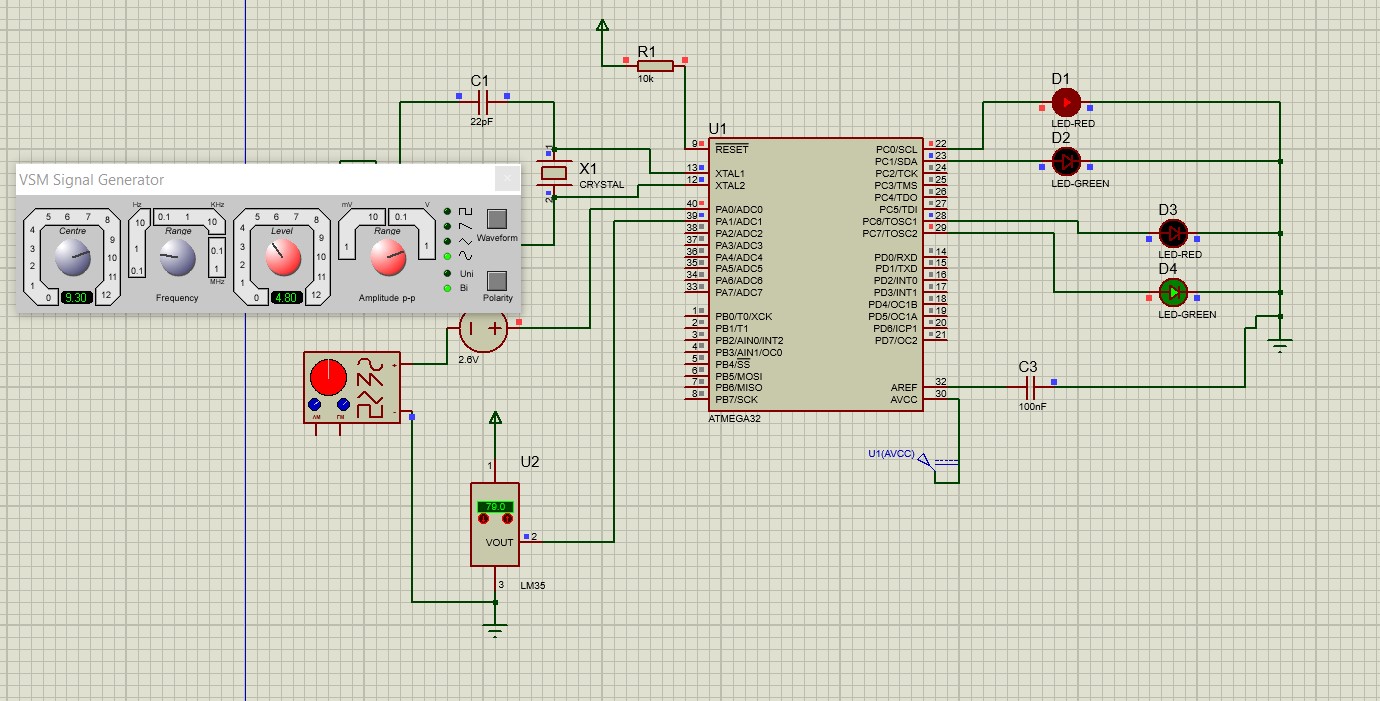 VSM Signal Generator
Hz KHz mV V
5 6 7 0.1 1 5 6 7 10 0.1
4 8 10 10 4 8
3 9 3 9
Centre Range Level Range
Waveform
2 10 1 0.1 2 10 1 1
1 11 0.1 1 1 11
MHz
0 9.30 12 Frequency 0 4.80 12 Amplitude p-p
Uni
Bi
Polarity
R1
10k
C1
22pF
X1
CRYSTAL
1
2
2.6V
AM FM
+
-
U2
1
79.0
VOUT 2
3
LM35
U1
9 RESET
13 XTAL1
12 XTAL2
40 PA0/ADC0
39 PA1/ADC1
38 PA2/ADC2
37 PA3/ADC3
36 PA4/ADC4
35 PA5/ADC5
34 PA6/ADC6
33 PA7/ADC7
1 PB0/T0/XCK
2 PB1/T1
3 PB2/AIN0/INT2
4 PB3/AIN1/OC0
5 PB4/SS
6 PB5/MOSI
7 PB6/MISO
8 PB7/SCK
PC0/SCL 22
PC1/SDA 23
PC2/TCK 24
PC3/TMS 25
PC4/TDO 26
PC5/TDI 27
PC6/TOSC1 28
PC7/TOSC2 29
PD0/RXD 14
PD1/TXD 15
PD2/INT0 16
PD3/INT1 17
PD4/OC1B 18
PD5/OC1A 19
PD6/ICP1 20
PD7/OC2 21
AREF 32
AVCC 30
ATMEGA32
U1(AVCC)
D1
LED-RED
D2
LED-GREEN
D3
LED-RED
D4
LED-GREEN
C3
100nF